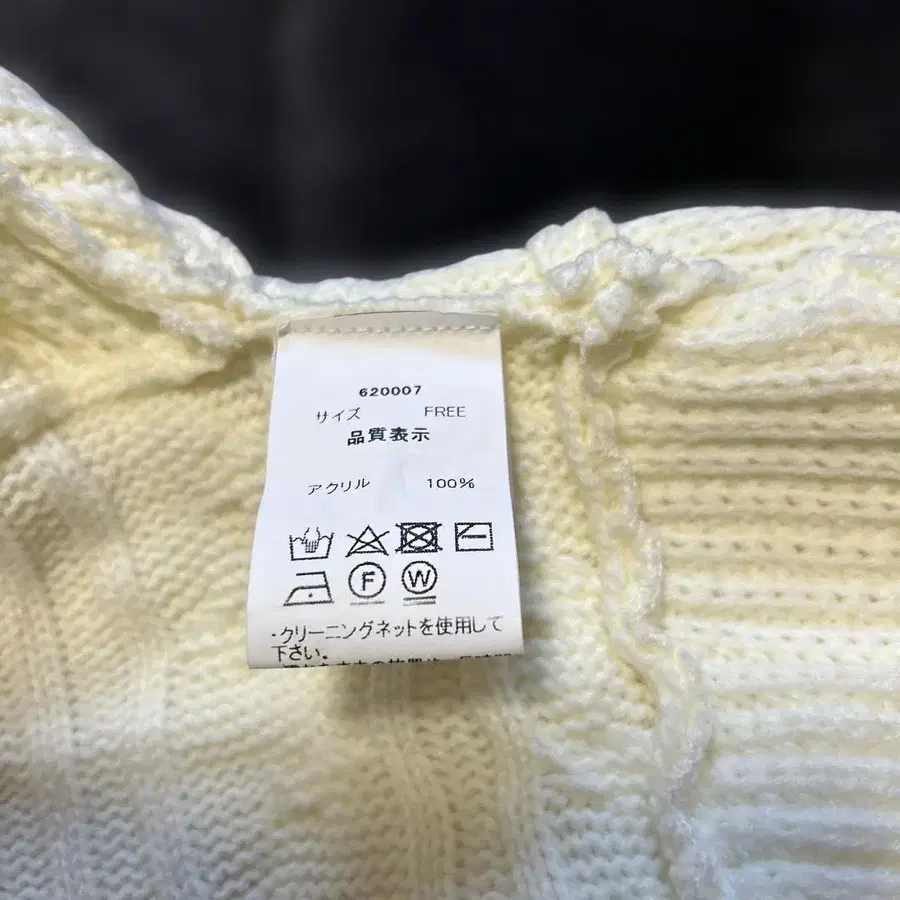 620007
サイズ FREE
品質表示
アクリル 100%
F W
・クリーニングネットを使用して
下さい。